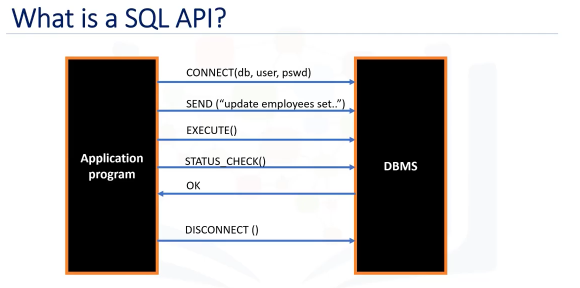 What is a SQL API?
CONNECT(db, user, pswd)
SEND (“update employees set..”)
EXECUTE()
STATUS_CHECK()
OK
DISCONNECT ()
Application
program
DBMS